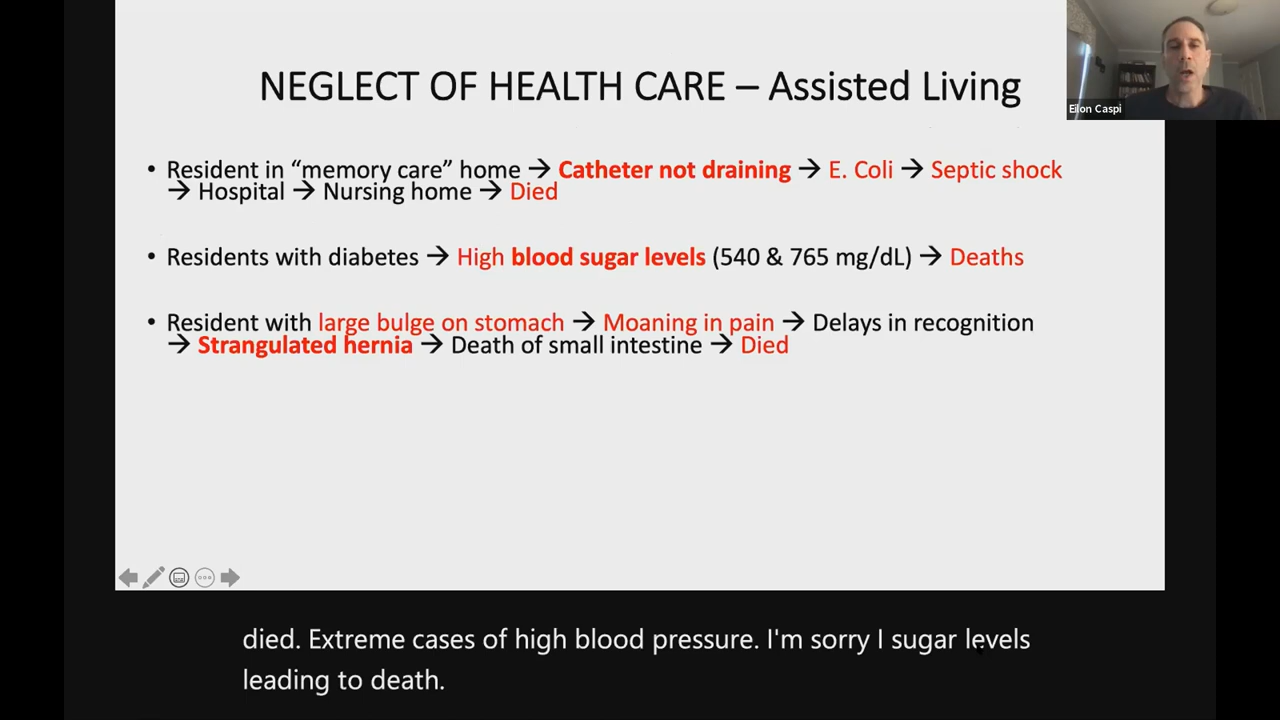 NEGLECT OF HEALTH CARE – Assisted Living
Eilon Caspi
• Resident in “memory care” home → Catheter not draining → E. Coli → Septic shock
→ Hospital → Nursing home → Died
• Residents with diabetes → High blood sugar levels (540 & 765 mg/dL) → Deaths
• Resident with large bulge on stomach → Moaning in pain → Delays in recognition
→ Strangulated hernia → Death of small intestine → Died
died. Extreme cases of high blood pressure. I'm sorry I sugar levels
leading to death.